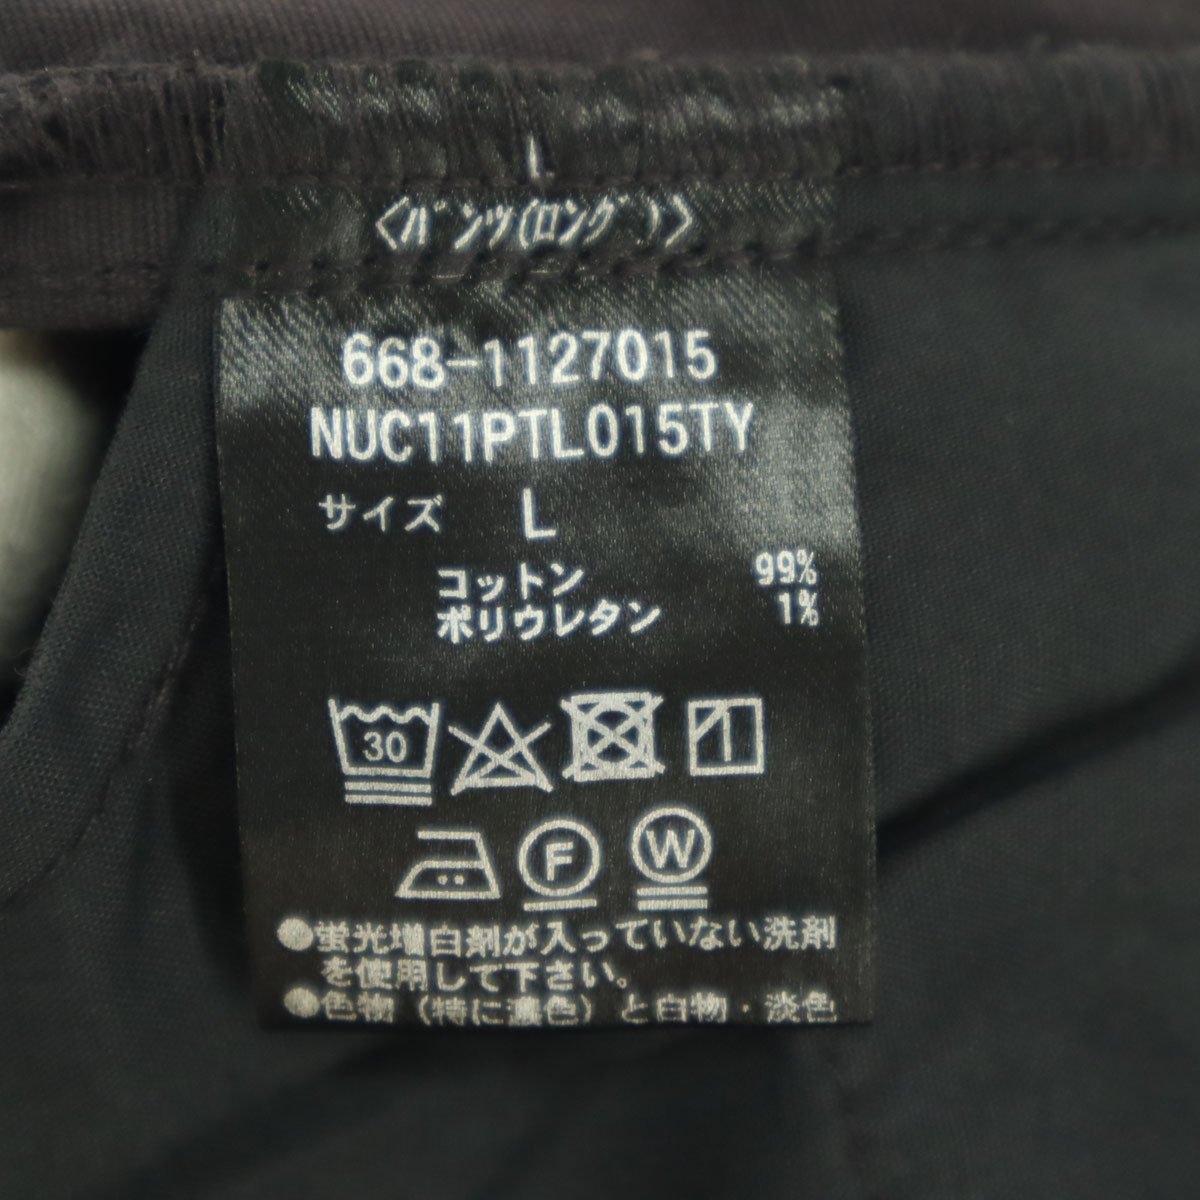 L
<パンツ(ロング)>
668-1127015
NUC11PTL015TY
サイズ L
コットン 99%
ポリウレタン 1%
30
F W
●蛍光増白剤が入っていない洗剤
を使用して下さい。
●色物(特に濃色)と白物・淡色